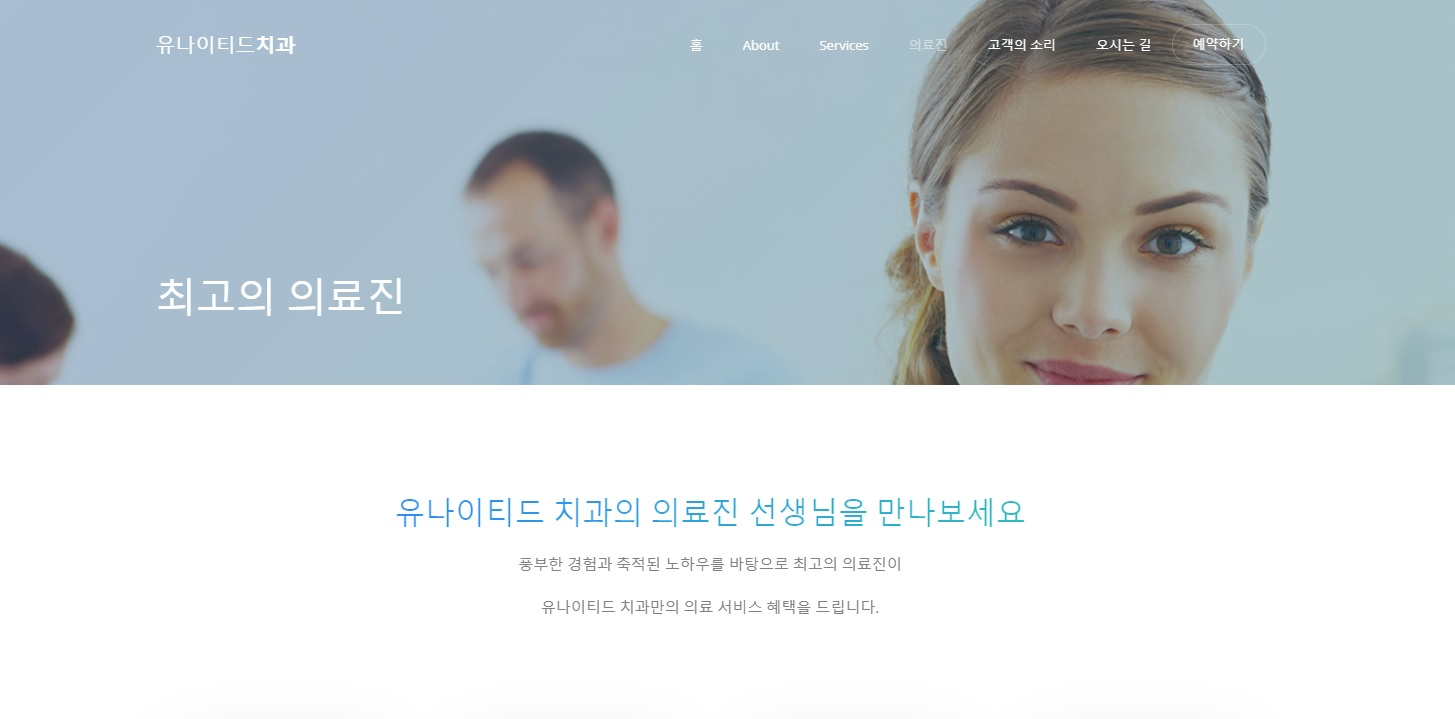 유나이티드치과
홈 About Services 의료진 고객의 소리 오시는 길 예약하기
최고의 의료진
유나이티드 치과의 의료진 선생님을 만나보세요
풍부한 경험과 축적된 노하우를 바탕으로 최고의 의료진이
유나이티드 치과만의 의료 서비스 혜택을 드립니다.